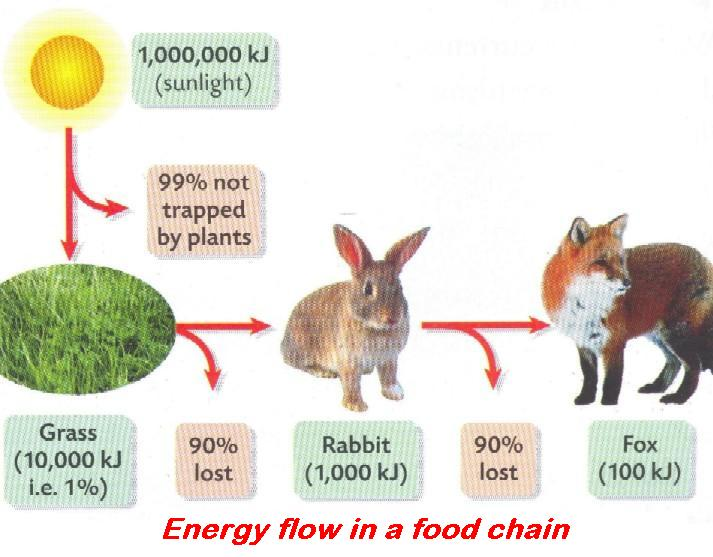 1,000,000 kJ
(sunlight)
99% not
trapped
by plants
Grass
(10,000 kJ
i.e. 1%)
90%
lost
Rabbit
(1,000 kJ)
90%
lost
Fox
(100 kJ)
Energy flow in a food chain